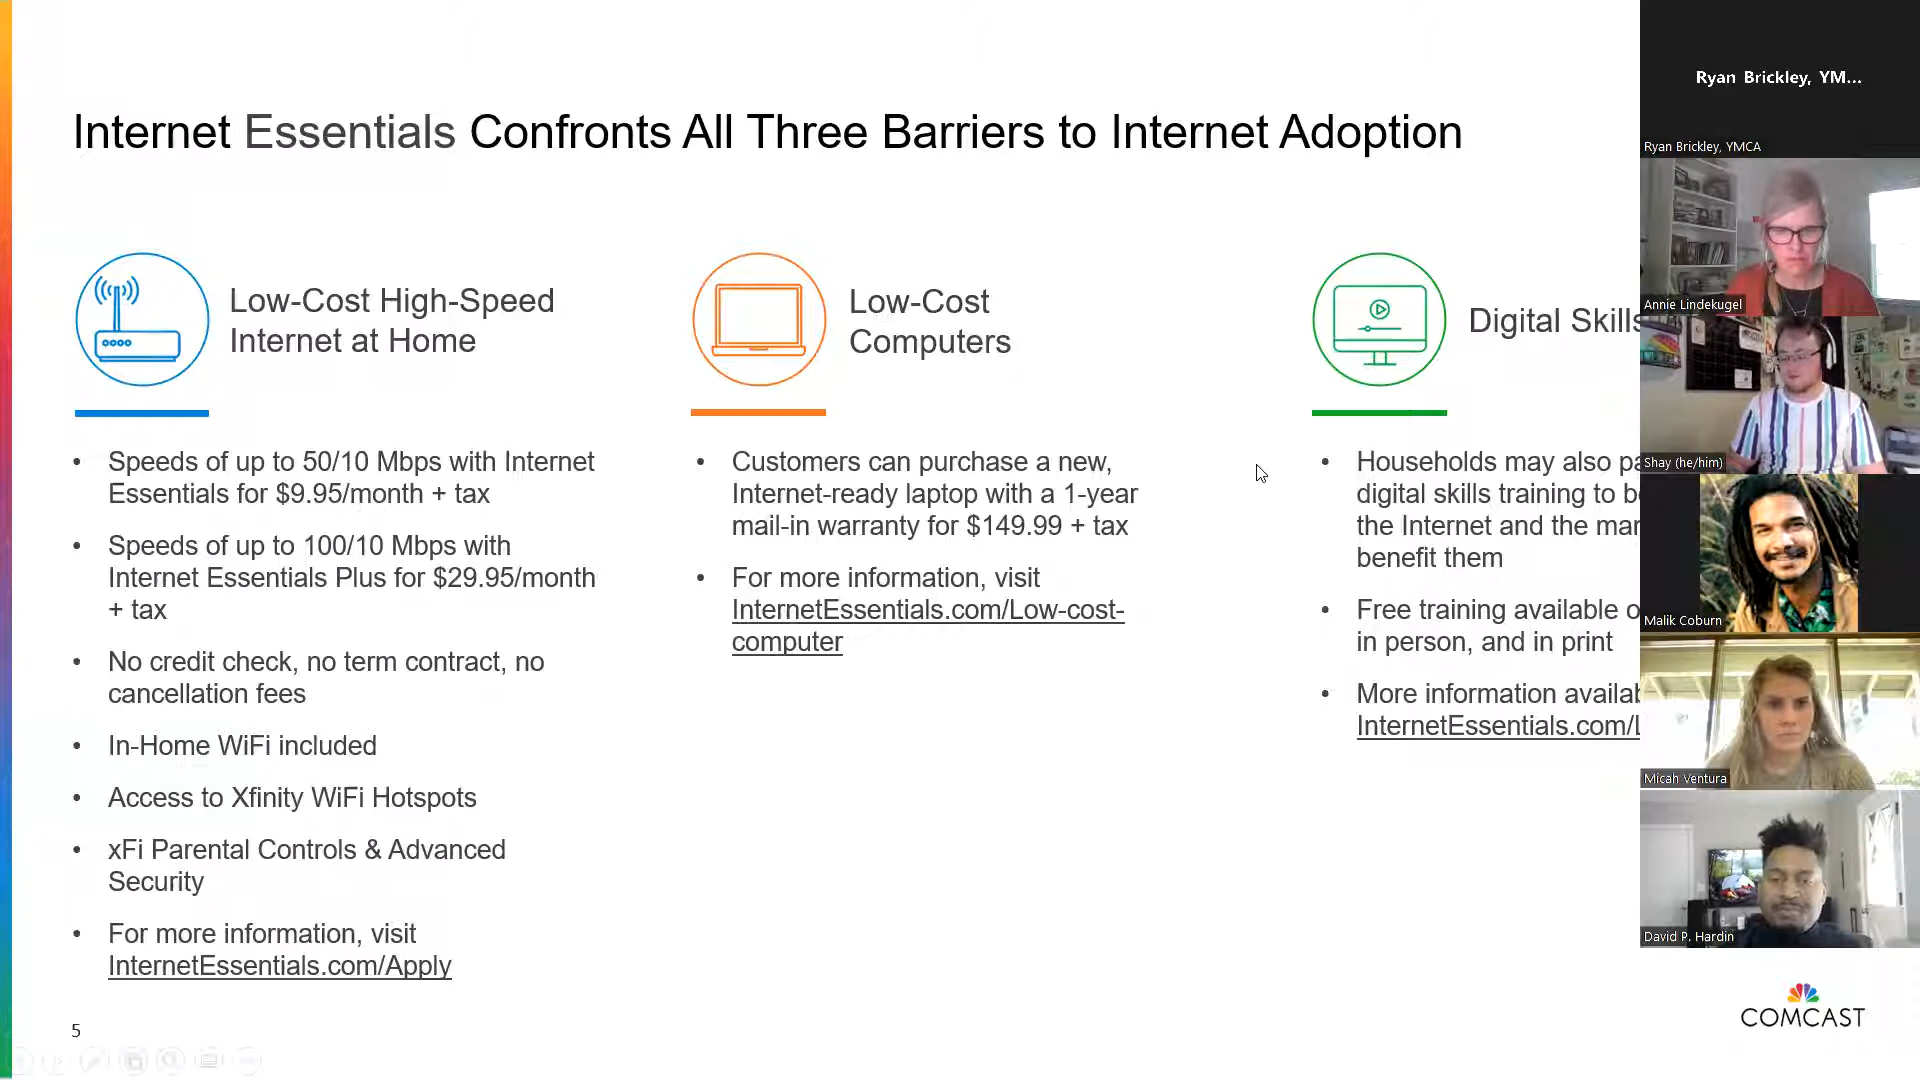 Internet Essentials Confronts All Three Barriers to Internet Adoption
Low-Cost High-Speed
Internet at Home
• Speeds of up to 50/10 Mbps with Internet
Essentials for $9.95/month + tax
• Speeds of up to 100/10 Mbps with
Internet Essentials Plus for $29.95/month
+ tax
• No credit check, no term contract, no
cancellation fees
• In-Home WiFi included
• Access to Xfinity WiFi Hotspots
• xFi Parental Controls & Advanced
Security
• For more information, visit
InternetEssentials.com/Apply
Low-Cost
Computers
• Customers can purchase a new,
Internet-ready laptop with a 1-year
mail-in warranty for $149.99 + tax
• For more information, visit
InternetEssentials.com/Low-cost-
computer
Digital Skills
• Households may also
digital skills training to
the Internet and the
benefit them
• Free training available
in person, and in print
• More information
InternetEssentials.com/
5
Ryan Brickley, YM...
Ryan Brickley, YMCA
Annie Lindekugel
Shay (he/him)
Malik Coburn
Micah Ventura
David P. Hardin
COMCAST